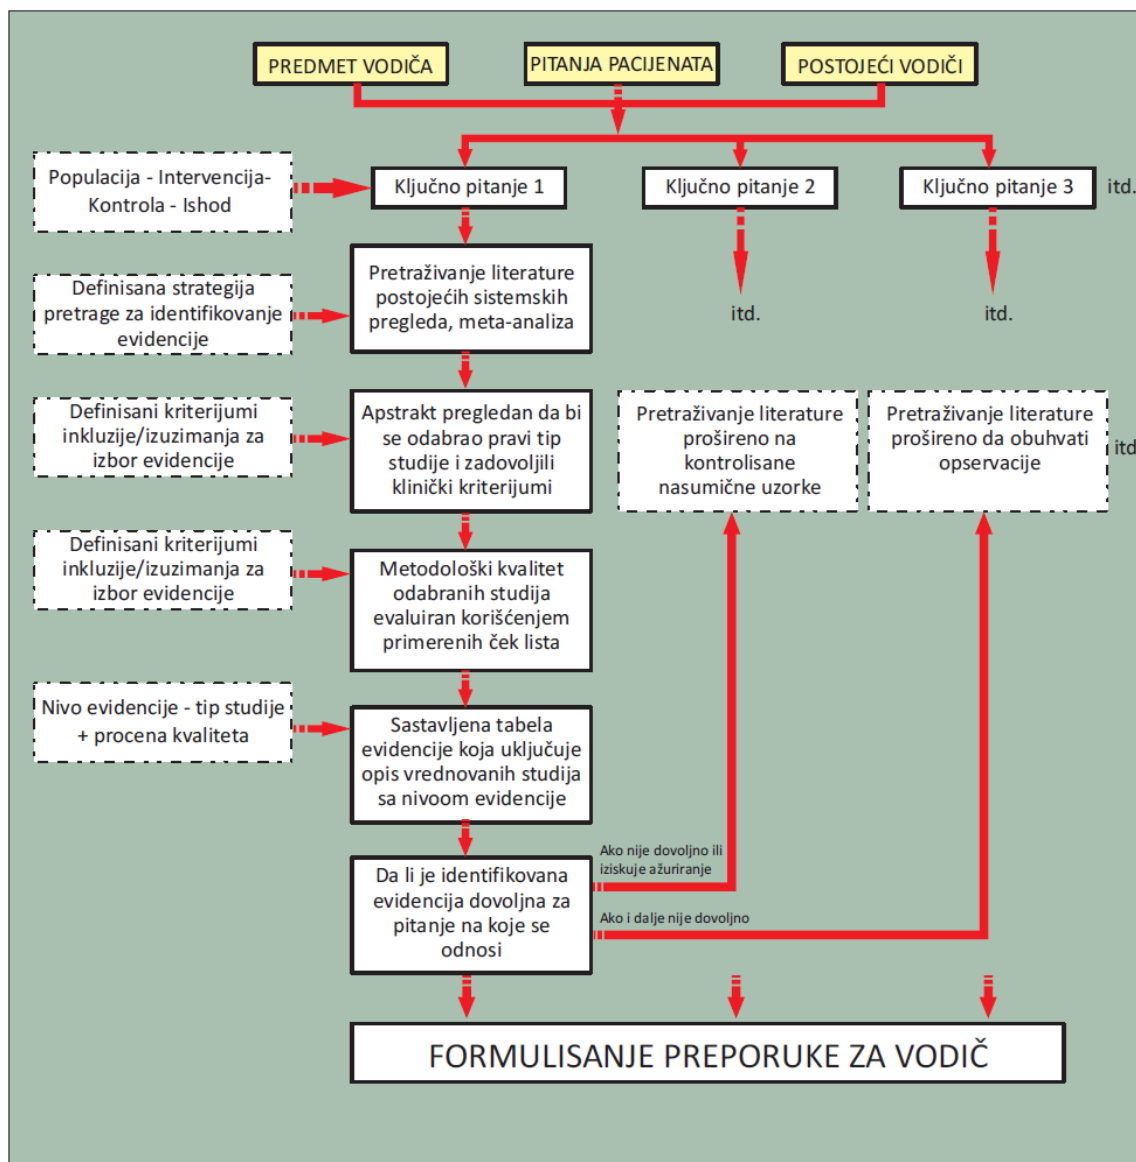 PREDMET VODIČA
PITANJA PACIJENATA
POSTOJEĆI VODIČI
Populacija - Intervencija-
Kontrola - Ishod
Ključno pitanje 1
Ključno pitanje 2
Ključno pitanje 3
itd.
Definisana strategija
pretrage za identifikovanje
evidencije
Pretraživanje literature
postojećih sistemskih
pregleda, meta-analiza
itd.
itd.
Definisani kriterijumi
inkluzije/izuzimanja za
izbor evidencije
Apstrakt pregledan da bi
se odabrao pravi tip
studije i zadovoljili
klinički kriterijumi
Pretraživanje literature
prošireno na
kontrolisane
nasumične uzorke
Pretraživanje literature
prošireno da obuhvati
opservacije
itd
Definisani kriterijumi
inkluzije/izuzimanja za
izbor evidencije
Metodološki kvalitet
odabranih studija
evaluiran korišćenjem
primerenih ček lista
Nivo evidencije - tip studije
+ procena kvaliteta
Sastavljena tabela
evidencije koja uključuje
opis vrednovanih studija
sa nivoom evidencije
Da li je identifikovana
evidencija dovoljna za
pitanje na koje se
odnosi
Ako nije dovoljno ili
iziskuje ažuriranje
Ako i dalje nije dovoljno
FORMULISANJE PREPORUKE ZA VODIČ